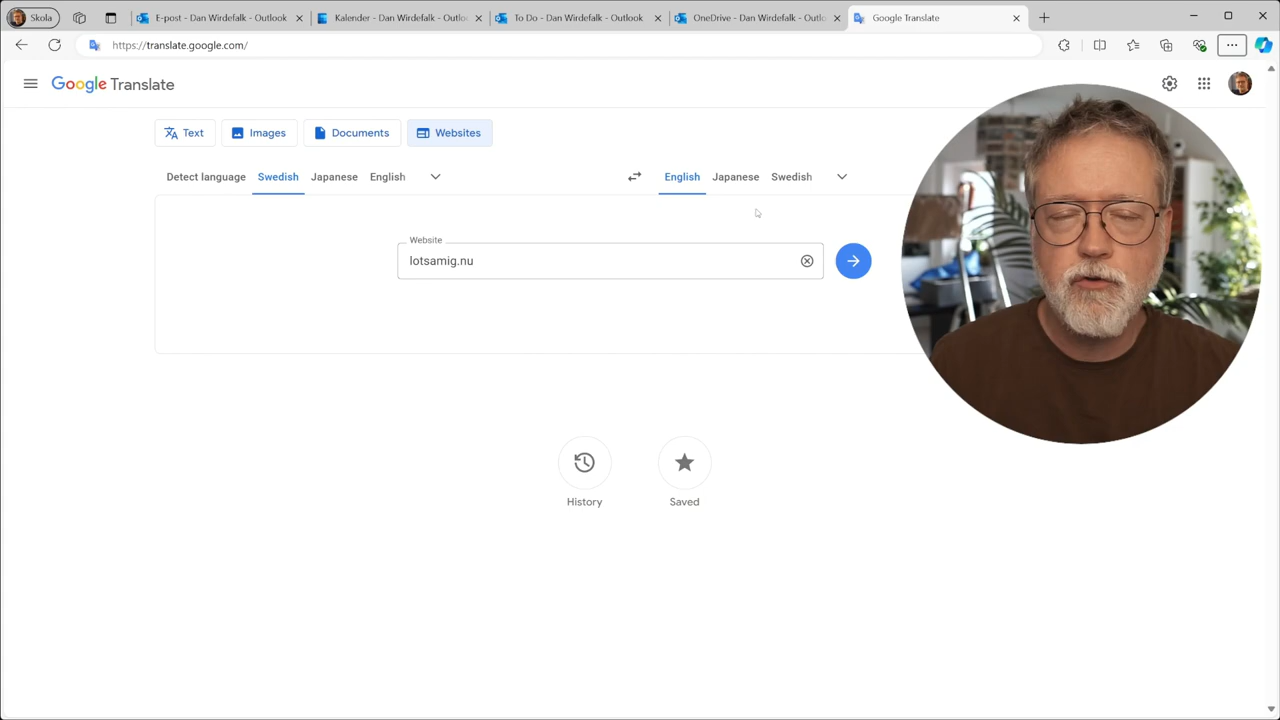 Skola
E-post - Dan Wirdefalk - Outlook
Kalender - Dan Wirdefalk - Outlo
To Do - Dan Wirdefalk - Outlook
OneDrive - Dan Wirdefalk - Outl
Google Translate
https://translate.google.com/
Google Translate
Text
Images
Documents
Websites
Detect language
Swedish
Japanese
English
English
Japanese
Swedish
Website
lotsamig.nu
History
Saved